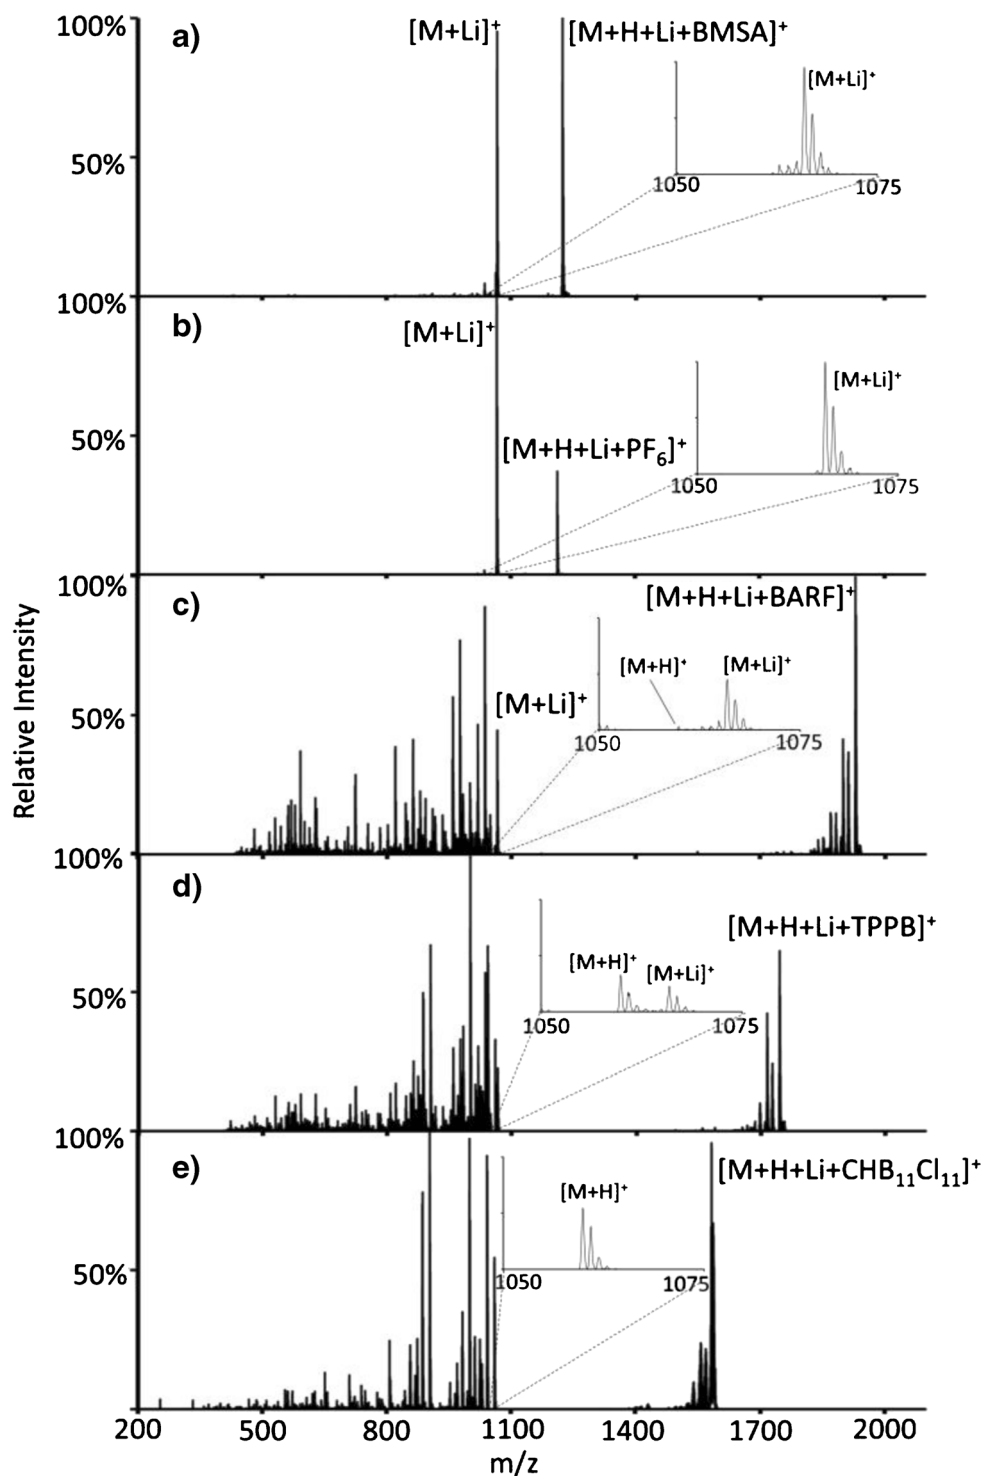 100%
a)
[M+Li]⁺
[M+H+Li+BMSA]⁺
[M+Li]⁺
1050
1075
50%
100%
b)
[M+Li]⁺
[M+Li]⁺
50%
[M+H+Li+PF₆]⁺
1050
1075
100%
c)
[M+H+Li+BARF]⁺
[M+H]⁺
[M+Li]⁺
[M+Li]⁺
50%
1050
1075
Relative Intensity
100%
d)
[M+H+Li+TPPB]⁺
[M+H]⁺
[M+Li]⁺
50%
1050
1075
100%
e)
[M+H+Li+CHB₁₁Cl₁₁]⁺
[M+H]⁺
50%
1050
1075
200
500
800
1100
1400
1700
2000
m/z